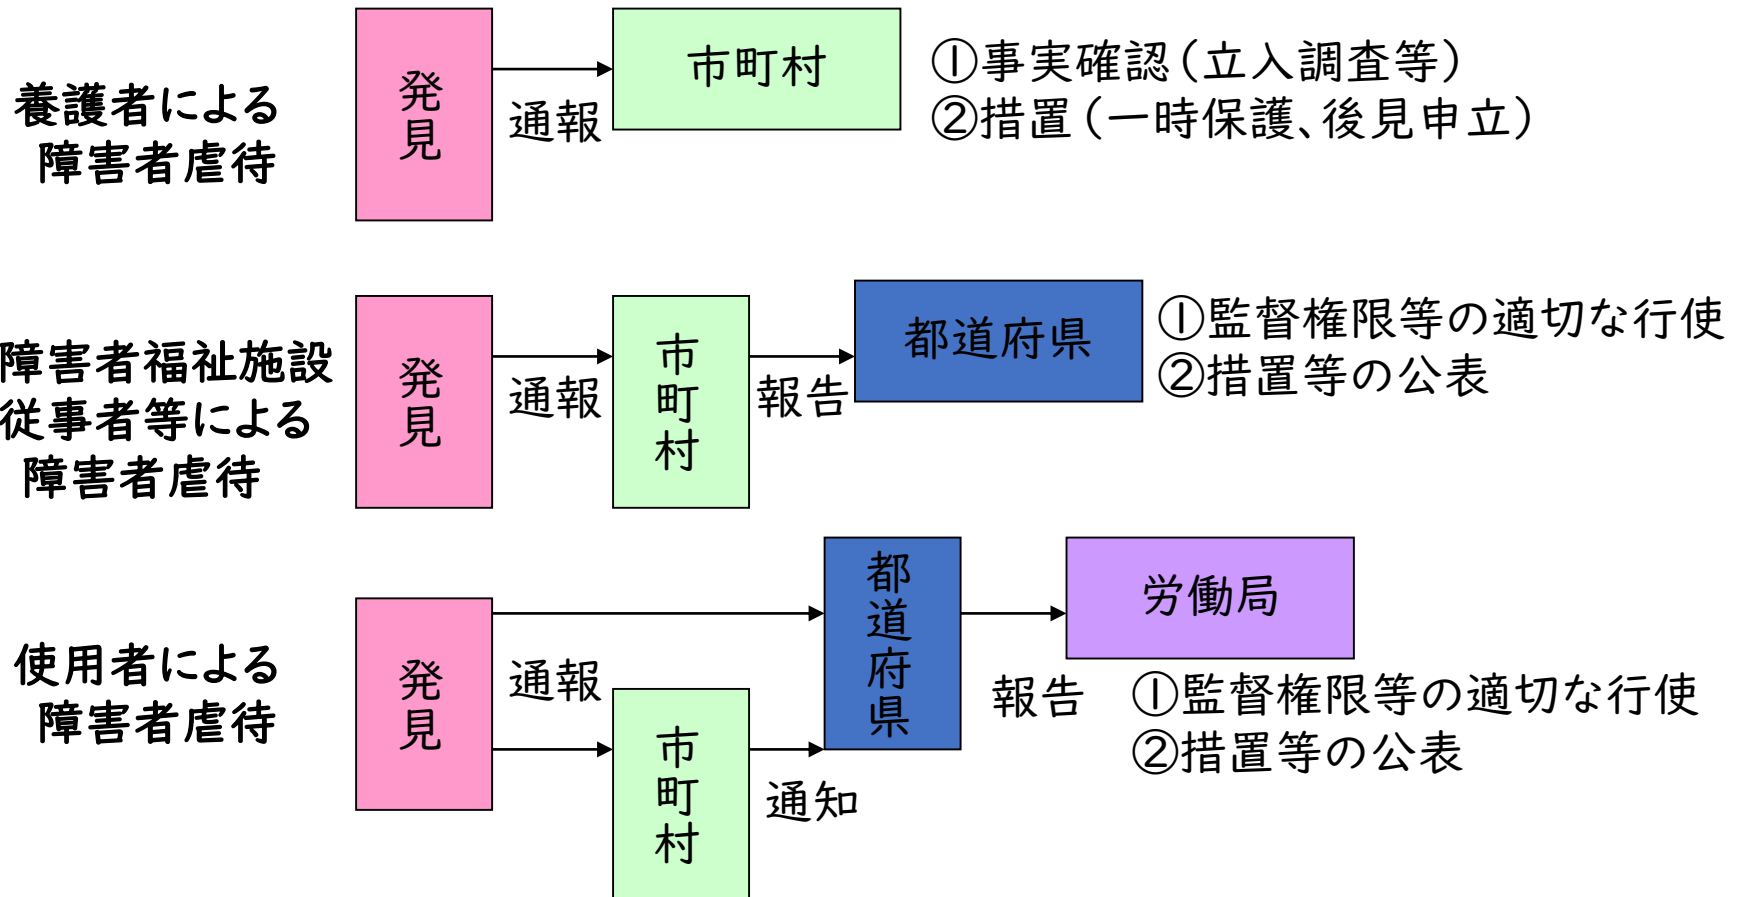 養護者による
障害者虐待
発見
通報
市町村
①事実確認(立入調査等)
②措置(一時保護、後見申立)
障害者福祉施設
従事者等による
障害者虐待
発見
通報
市町村
報告
都道府県
①監督権限等の適切な行使
②措置等の公表
使用者による
障害者虐待
発見
通報
市町村
通知
都道府県
報告
労働局
①監督権限等の適切な行使
②措置等の公表